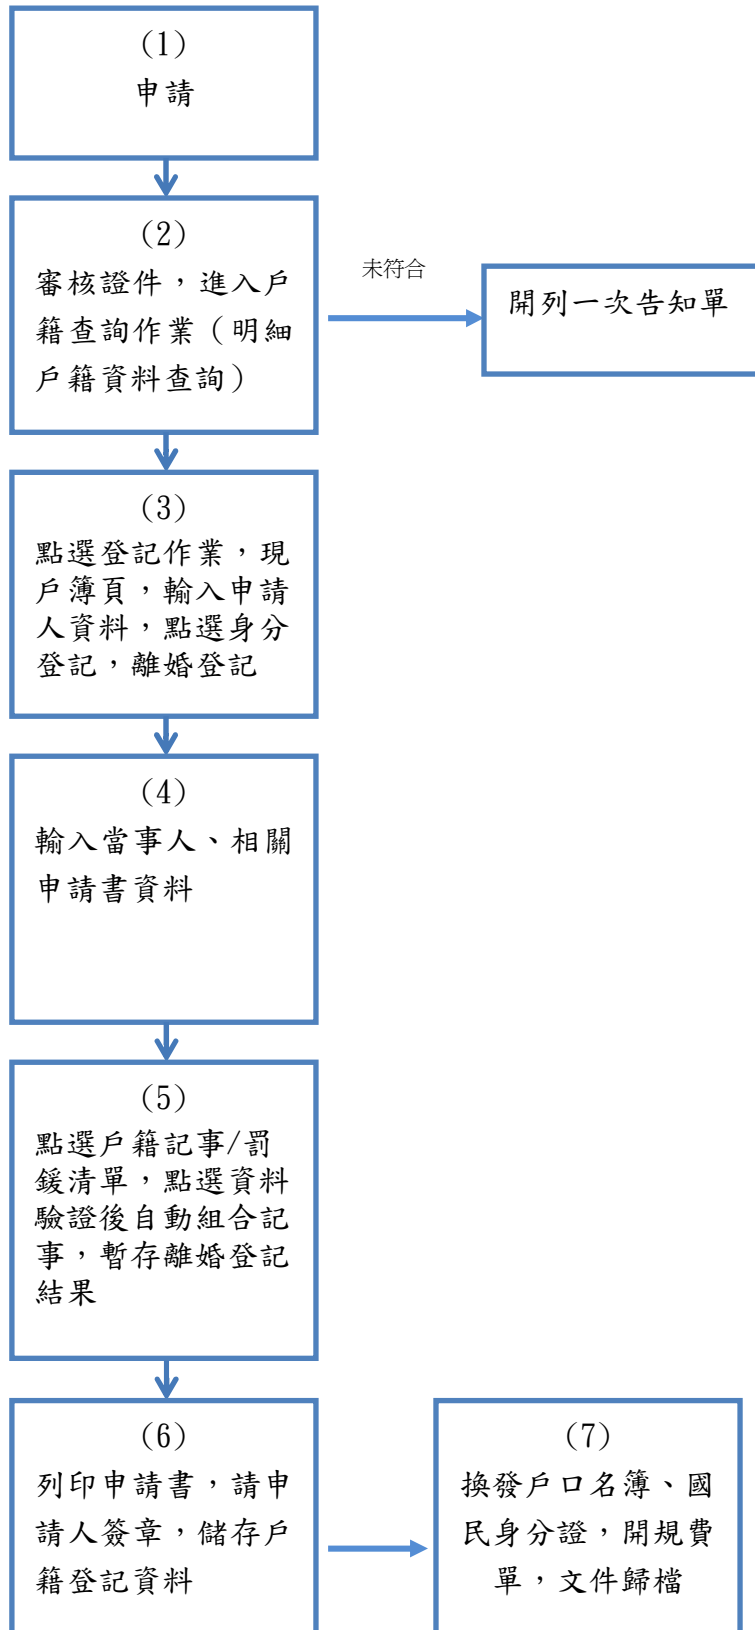 (1)
申請
(2)
審核證件，進入戶
籍查詢作業（明細
戶籍資料查詢）
未符合
開列一次告知單
(3)
點選登記作業，現
戶簿頁，輸入申請
人資料，點選身分
登記，離婚登記
(4)
輸入當事人、相關
申請書資料
(5)
點選戶籍記事/罰
鍰清單，點選資料
驗證後自動組合記
事，暫存離婚登記
結果
(6)
列印申請書，請申
請人簽章，儲存戶
籍登記資料
(7)
換發戶口名簿、國
民身分證，開規費
單，文件歸檔